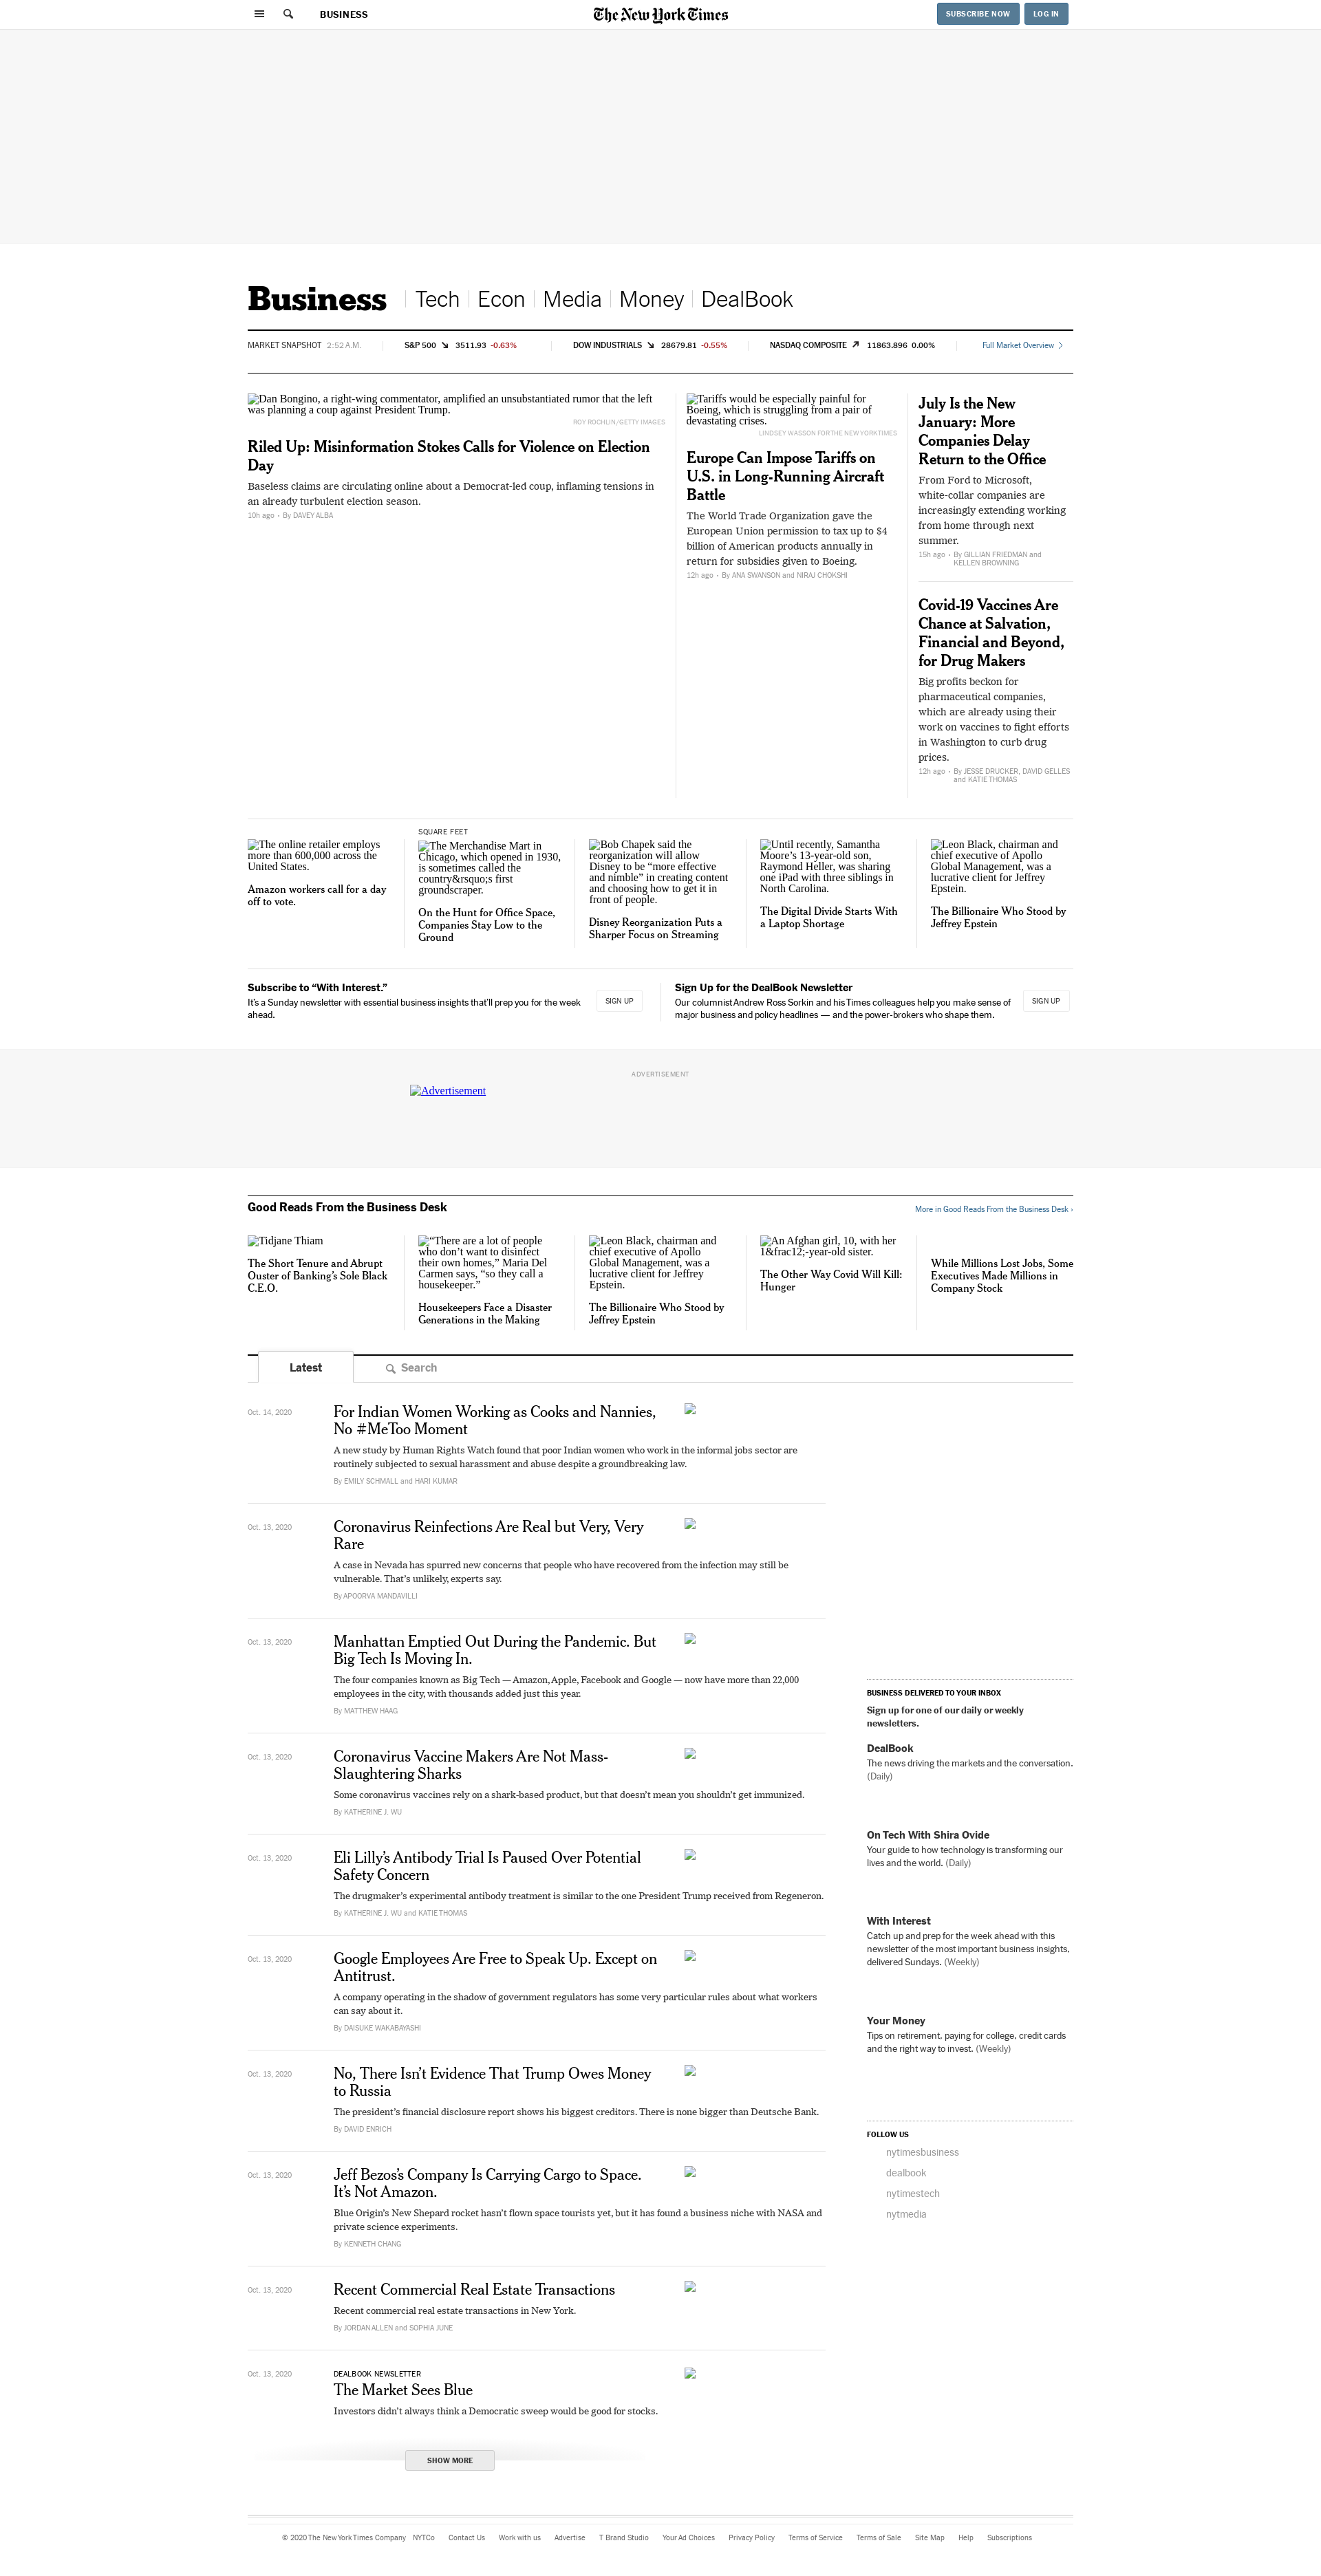 BUSINESS
The New York Times
SUBSCRIBE NOW
LOG IN
Business
Tech
Econ
Media
Money
DealBook
MARKET SNAPSHOT 2:52 A.M.
S&P 500 3511.93 -0.63%
DOW INDUSTRIALS 28679.81 -0.55%
NASDAQ COMPOSITE 11863.896 0.00%
Full Market Overview
Dan Bongino, a right-wing commentator, amplified an unsubstantiated rumor that the left
was planning a coup against President Trump.
ROY ROCHLIN/GETTY IMAGES
Riled Up: Misinformation Stokes Calls for Violence on Election
Day
Baseless claims are circulating online about a Democrat-led coup, inflaming tensions in
an already turbulent election season.
10h ago • By DAVEY ALBA
Tariffs would be especially painful for
Boeing, which is struggling from a pair of
devastating crises.
LINDSEY WASSON FOR THE NEW YORK TIMES
Europe Can Impose Tariffs on
U.S. in Long-Running Aircraft
Battle
The World Trade Organization gave the
European Union permission to tax up to $4
billion of American products annually in
return for subsidies given to Boeing.
12h ago • By ANA SWANSON and NIRAJ CHOKSHI
July Is the New
January: More
Companies Delay
Return to the Office
From Ford to Microsoft,
white-collar companies are
increasingly extending working
from home through next
summer.
15h ago • By GILLIAN FRIEDMAN and
KELLEN BROWNING
Covid-19 Vaccines Are
Chance at Salvation,
Financial and Beyond,
for Drug Makers
Big profits beckon for
pharmaceutical companies,
which are already using their
work on vaccines to fight efforts
in Washington to curb drug
prices.
12h ago • By JESSE DRUCKER, DAVID GELLES
and KATIE THOMAS
The online retailer employs
more than 600,000 across the
United States.
Amazon workers call for a day
off to vote.
SQUARE FEET
The Merchandise Mart in
Chicago, which opened in 1930,
is sometimes called the
country&rsquo;s first
groundscraper.
On the Hunt for Office Space,
Companies Stay Low to the
Ground
Bob Chapek said the
reorganization will allow
Disney to be “more effective
and nimble” in creating content
and choosing how to get it in
front of people.
Disney Reorganization Puts a
Sharper Focus on Streaming
Until recently, Samantha
Moore’s 13-year-old son,
Raymond Heller, was sharing
one iPad with three siblings in
North Carolina.
The Digital Divide Starts With
a Laptop Shortage
Leon Black, chairman and
chief executive of Apollo
Global Management, was a
lucrative client for Jeffrey
Epstein.
The Billionaire Who Stood by
Jeffrey Epstein
Subscribe to “With Interest.”
It’s a Sunday newsletter with essential business insights that’ll prep you for the week
ahead.
SIGN UP
Sign Up for the DealBook Newsletter
Our columnist Andrew Ross Sorkin and his Times colleagues help you make sense of
major business and policy headlines — and the power-brokers who shape them.
SIGN UP
ADVERTISEMENT
Advertisement
Good Reads From the Business Desk
More in Good Reads From the Business Desk ›
Tidjane Thiam
The Short Tenure and Abrupt
Ouster of Banking’s Sole Black
C.E.O.
“There are a lot of people
who don’t want to disinfect
their own homes,” Maria Del
Carmen says, “so they call a
housekeeper.”
Housekeepers Face a Disaster
Generations in the Making
Leon Black, chairman and
chief executive of Apollo
Global Management, was a
lucrative client for Jeffrey
Epstein.
The Billionaire Who Stood by
Jeffrey Epstein
An Afghan girl, 10, with her
1&frac12;-year-old sister.
The Other Way Covid Will Kill:
Hunger
While Millions Lost Jobs, Some
Executives Made Millions in
Company Stock
Latest
Search
Oct. 14, 2020
For Indian Women Working as Cooks and Nannies,
No #MeToo Moment
A new study by Human Rights Watch found that poor Indian women who work in the informal jobs sector are
routinely subjected to sexual harassment and abuse despite a groundbreaking law.
By EMILY SCHMALL and HARI KUMAR
Oct. 13, 2020
Coronavirus Reinfections Are Real but Very, Very
Rare
A case in Nevada has spurred new concerns that people who have recovered from the infection may still be
vulnerable. That’s unlikely, experts say.
By APOORVA MANDAVILLI
Oct. 13, 2020
Manhattan Emptied Out During the Pandemic. But
Big Tech Is Moving In.
The four companies known as Big Tech — Amazon, Apple, Facebook and Google — now have more than 22,000
employees in the city, with thousands added just this year.
By MATTHEW HAAG
Oct. 13, 2020
Coronavirus Vaccine Makers Are Not Mass-
Slaughtering Sharks
Some coronavirus vaccines rely on a shark-based product, but that doesn’t mean you shouldn’t get immunized.
By KATHERINE J. WU
Oct. 13, 2020
Eli Lilly’s Antibody Trial Is Paused Over Potential
Safety Concern
The drugmaker’s experimental antibody treatment is similar to the one President Trump received from Regeneron.
By KATHERINE J. WU and KATIE THOMAS
Oct. 13, 2020
Google Employees Are Free to Speak Up. Except on
Antitrust.
A company operating in the shadow of government regulators has some very particular rules about what workers
can say about it.
By DAISUKE WAKABAYASHI
Oct. 13, 2020
No, There Isn’t Evidence That Trump Owes Money
to Russia
The president’s financial disclosure report shows his biggest creditors. There is none bigger than Deutsche Bank.
By DAVID ENRICH
Oct. 13, 2020
Jeff Bezos’s Company Is Carrying Cargo to Space.
It’s Not Amazon.
Blue Origin’s New Shepard rocket hasn’t flown space tourists yet, but it has found a business niche with NASA and
private science experiments.
By KENNETH CHANG
Oct. 13, 2020
Recent Commercial Real Estate Transactions
Recent commercial real estate transactions in New York.
By JORDAN ALLEN and SOPHIA JUNE
Oct. 13, 2020
DEALBOOK NEWSLETTER
The Market Sees Blue
Investors didn’t always think a Democratic sweep would be good for stocks.
SHOW MORE
BUSINESS DELIVERED TO YOUR INBOX
Sign up for one of our daily or weekly
newsletters.
DealBook
The news driving the markets and the conversation.
(Daily)
On Tech With Shira Ovide
Your guide to how technology is transforming our
lives and the world. (Daily)
With Interest
Catch up and prep for the week ahead with this
newsletter of the most important business insights,
delivered Sundays. (Weekly)
Your Money
Tips on retirement, paying for college, credit cards
and the right way to invest. (Weekly)
FOLLOW US
nytimesbusiness
dealbook
nytimestech
nytmedia
© 2020 The New York Times Company NYTCo Contact Us Work with us Advertise T Brand Studio Your Ad Choices Privacy Policy Terms of Service Terms of Sale Site Map Help Subscriptions